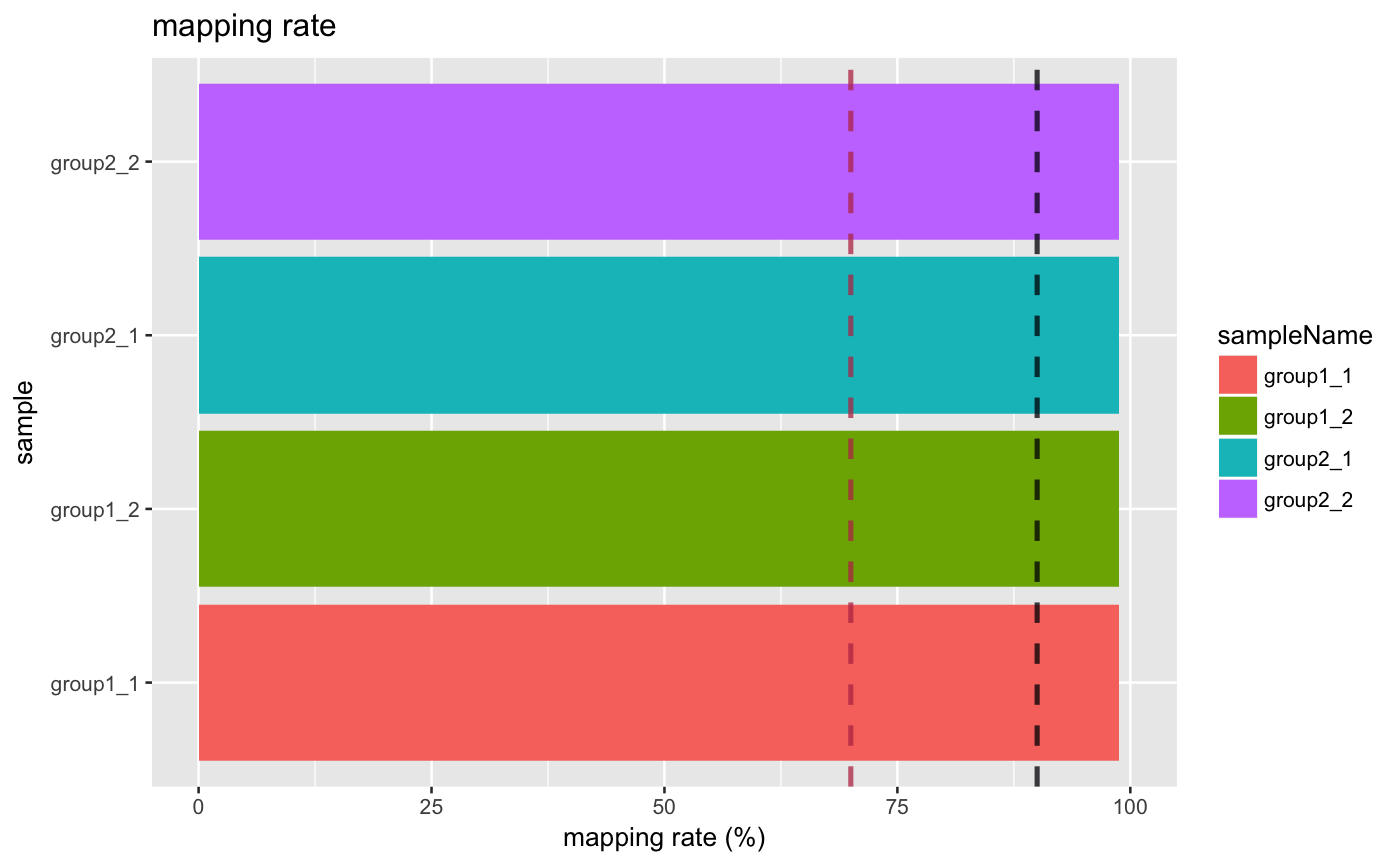 mapping rate
group2_2
group2_1
group1_2
group1_1
sample
0 25 50 75 100
mapping rate (%)
sampleName
group1_1
group1_2
group2_1
group2_2